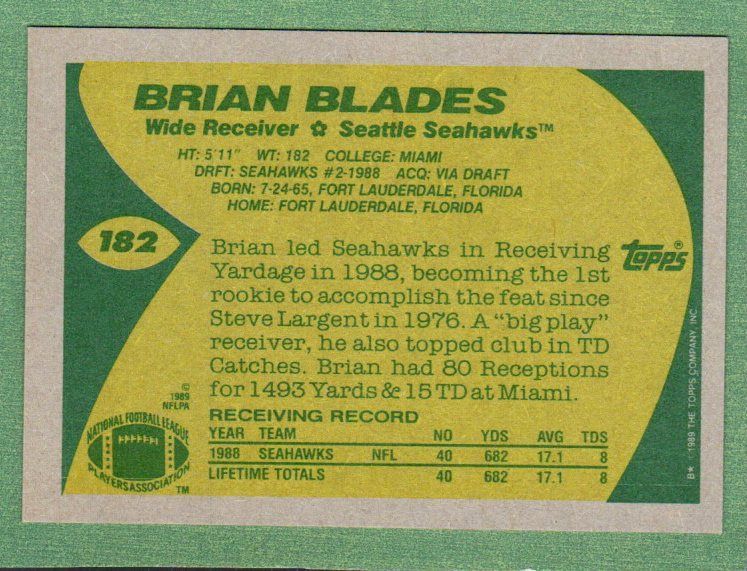 BRIAN BLADES
Wide Receiver ✿ Seattle Seahawks™
HT: 5'11" WT: 182 COLLEGE: MIAMI
DRFT: SEAHAWKS #2-1988 ACQ: VIA DRAFT
BORN: 7-24-65, FORT LAUDERDALE, FLORIDA
HOME: FORT LAUDERDALE, FLORIDA
182
Brian led Seahawks in Receiving
Yardage in 1988, becoming the 1st
rookie to accomplish the feat since
Steve Largent in 1976. A “big play”
receiver, he also topped club in TD
Catches. Brian had 80 Receptions
for 1493 Yards & 15 TD at Miami.
topps®
RECEIVING RECORD
YEAR TEAM NO YDS AVG TDS
1988 SEAHAWKS NFL 40 682 17.1 8
LIFETIME TOTALS 40 682 17.1 8
©
1989
NFLPA
NATIONAL FOOTBALL LEAGUE
PLAYERS ASSOCIATION
™
B★ ©1989 THE TOPPS COMPANY, INC.